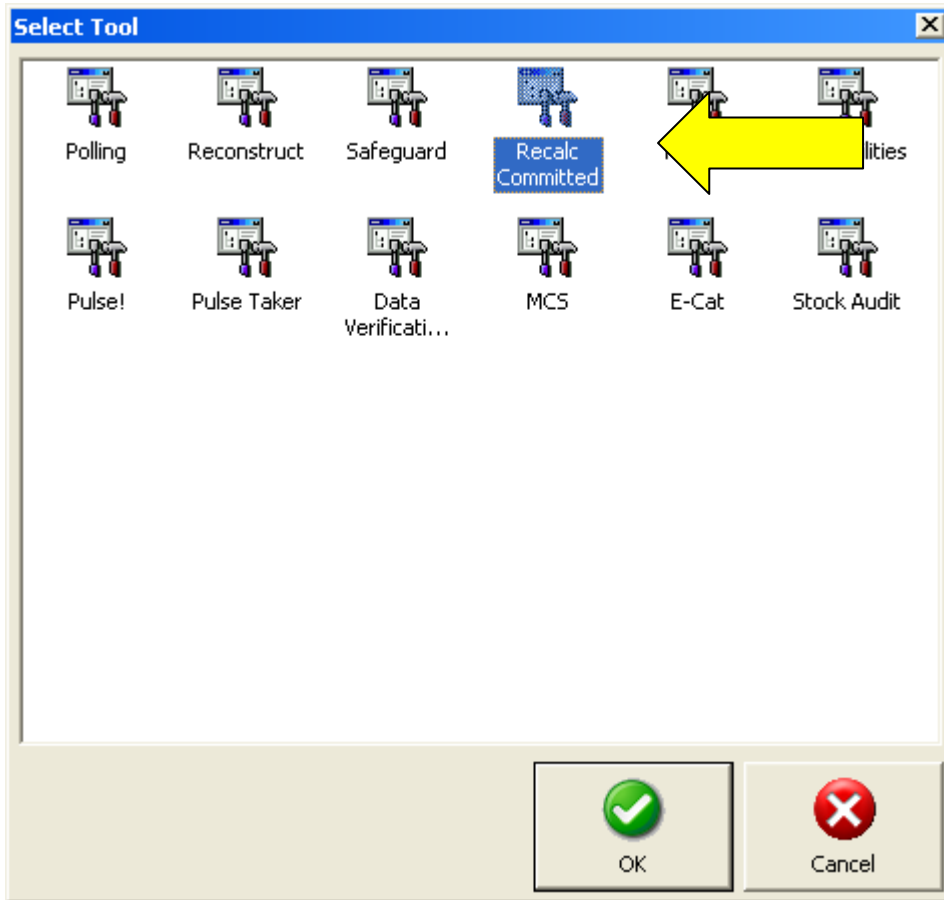 Select Tool
Polling
Reconstruct
Safeguard
Recalc
Committed
Pulse!
Pulse Taker
Data
Verificati...
MCS
E-Cat
Stock Audit
OK
Cancel